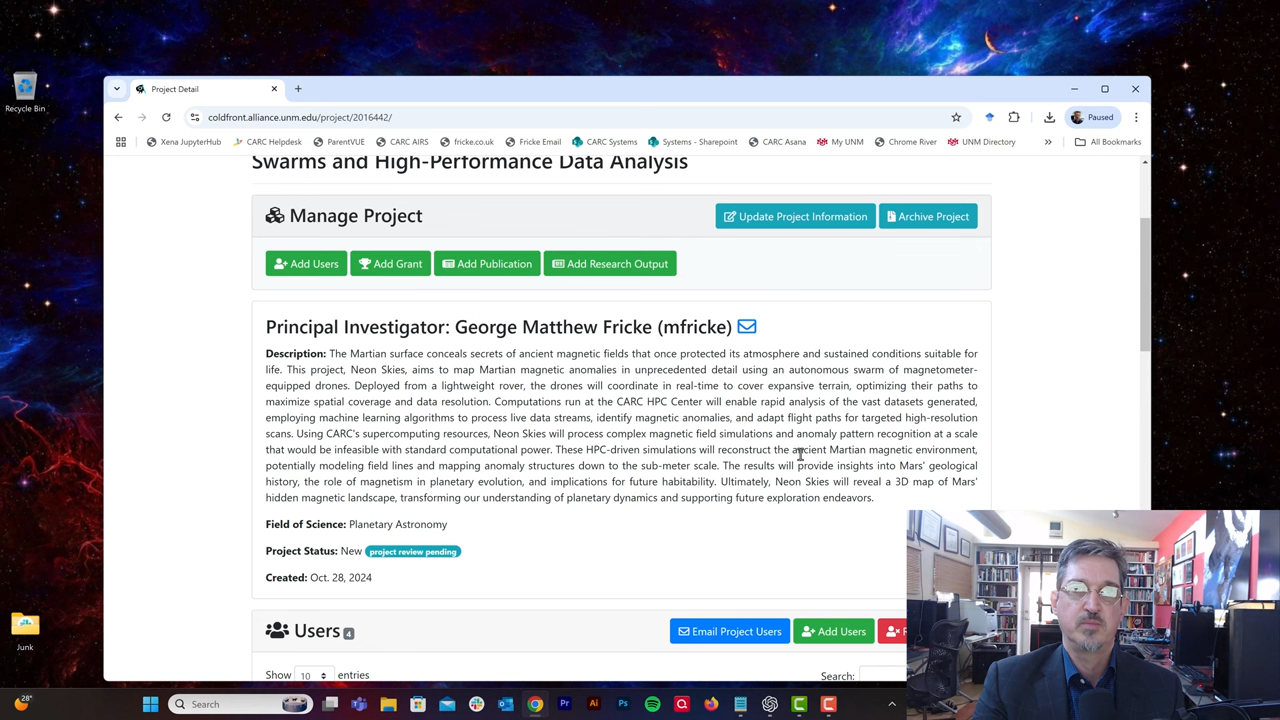 Recycle Bin
Project Detail
coldfront.alliance.unm.edu/project/2016442/
Paused
Xena JupyterHub
CARC Helpdesk
ParentVUE
CARC AIRS
fricke.co.uk
Fricke Email
CARC Systems
Systems - Sharepoint
CARC Asana
My UNM
Chrome River
UNM Directory
All Bookmarks
Swarms and High-Performance Data Analysis
Manage Project
Update Project Information
Archive Project
Add Users
Add Grant
Add Publication
Add Research Output
Principal Investigator: George Matthew Fricke (mfricke)
Description: The Martian surface conceals secrets of ancient magnetic fields that once protected its atmosphere and sustained conditions suitable for
life. This project, Neon Skies, aims to map Martian magnetic anomalies in unprecedented detail using an autonomous swarm of magnetometer-
equipped drones. Deployed from a lightweight rover, the drones will coordinate in real-time to cover expansive terrain, optimizing their paths to
maximize spatial coverage and data resolution. Computations run at the CARC HPC Center will enable rapid analysis of the vast datasets generated,
employing machine learning algorithms to process live data streams, identify magnetic anomalies, and adapt flight paths for targeted high-resolution
scans. Using CARC's supercomputing resources, Neon Skies will process complex magnetic field simulations and anomaly pattern recognition at a scale
that would be infeasible with standard computational power. These HPC-driven simulations will reconstruct the ancient Martian magnetic environment,
potentially modeling field lines and mapping anomaly structures down to the sub-meter scale. The results will provide insights into Mars' geological
history, the role of magnetism in planetary evolution, and implications for future habitability. Ultimately, Neon Skies will reveal a 3D map of Mars'
hidden magnetic landscape, transforming our understanding of planetary dynamics and supporting future exploration endeavors.
Field of Science: Planetary Astronomy
Project Status: New project review pending
Created: Oct. 28, 2024
Users 4
Email Project Users
Add Users
Show 10 entries
Search:
Junk
28°
Search